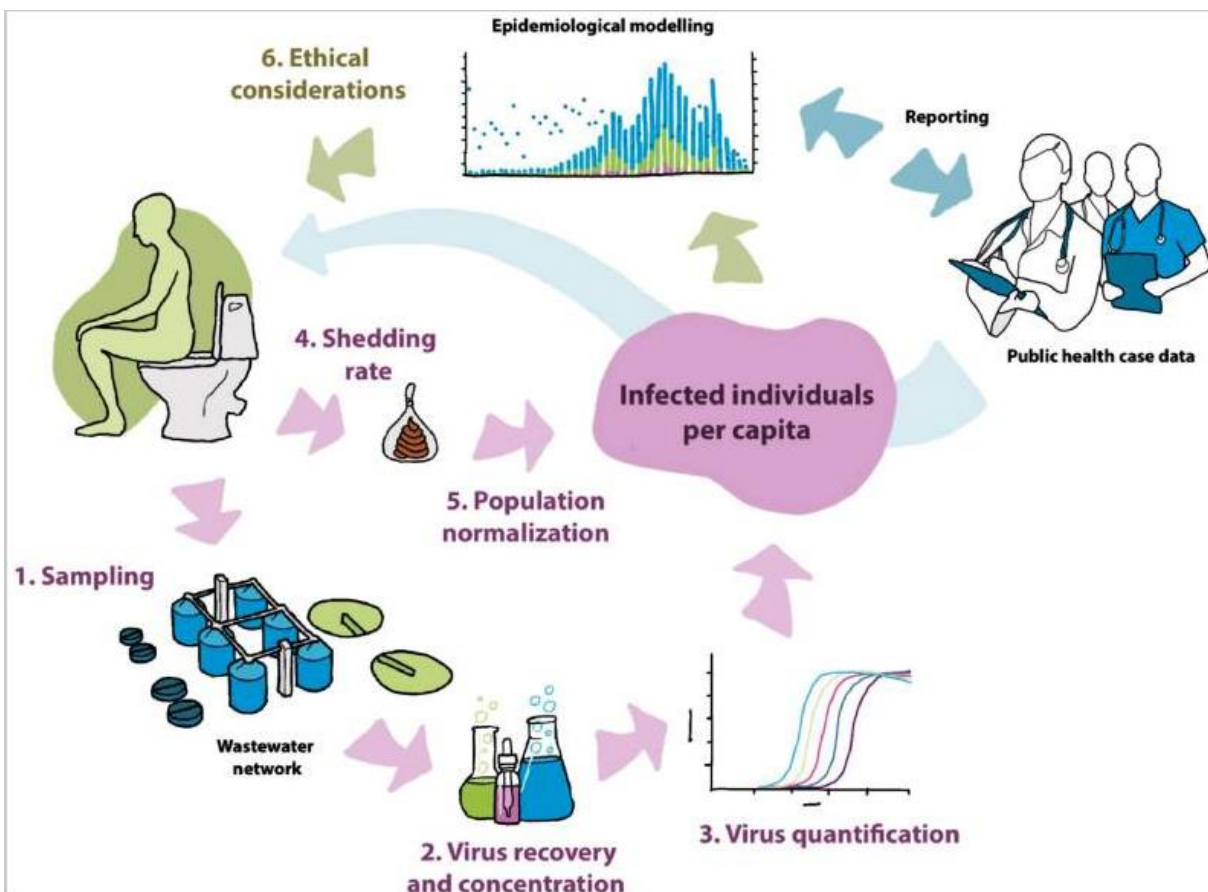 Epidemiological modelling
6. Ethical
considerations
Reporting
Public health case data
4. Shedding
rate
Infected individuals
per capita
5. Population
normalization
1. Sampling
Wastewater
network
2. Virus recovery
and concentration
3. Virus quantification